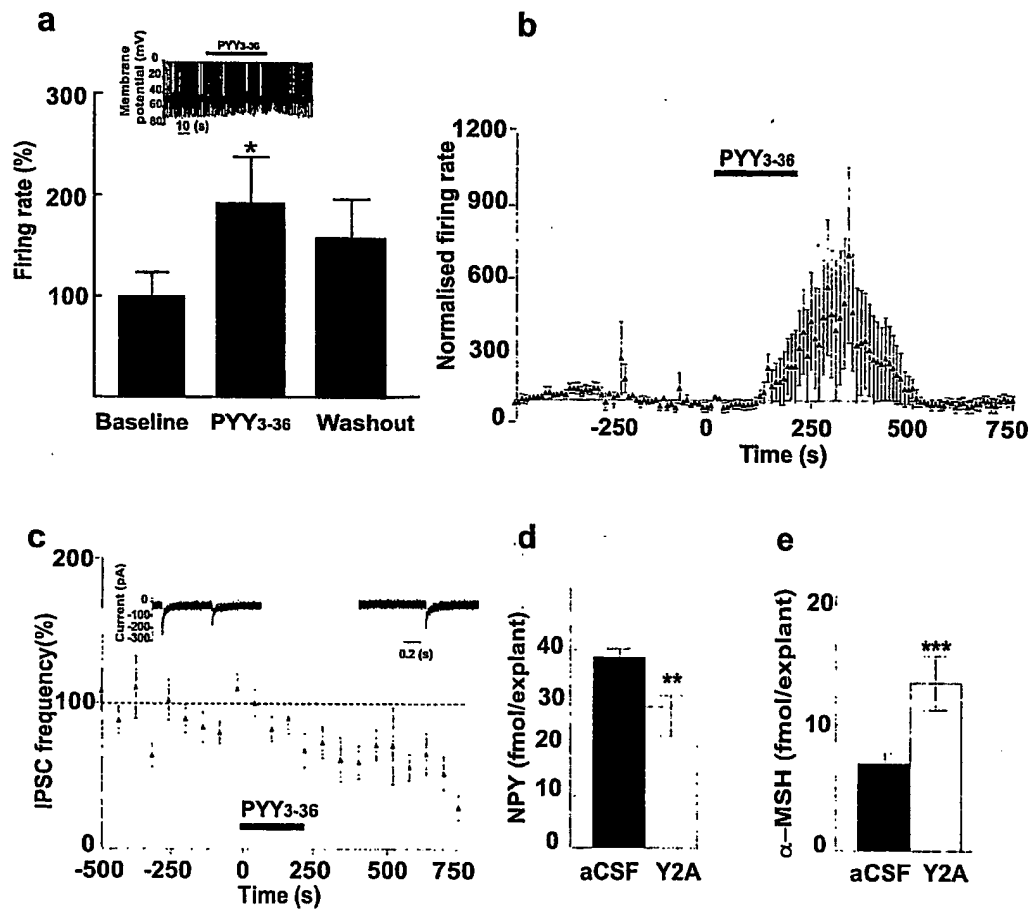 a
PYY3-36
Membrane potential (mV)
0
20
40
60
80
10 (s)
Firing rate (%)
300
200
100
*
Baseline PYY3-36 Washout
b
Normalised firing rate
1200
900
600
300
0
PYY3-36
-250 0 250 500 750
Time (s)
c
IPSC frequency(%)
200
100
0
Current (pA)
0
-100
-200
-300
0.2 (s)
PYY3-36
-500 -250 0 250 500 750
Time (s)
d
NPY (fmol/explant)
40
30
20
10
0
**
aCSF Y2A
e
α-MSH (fmol/explant)
20
10
0
***
aCSF Y2A